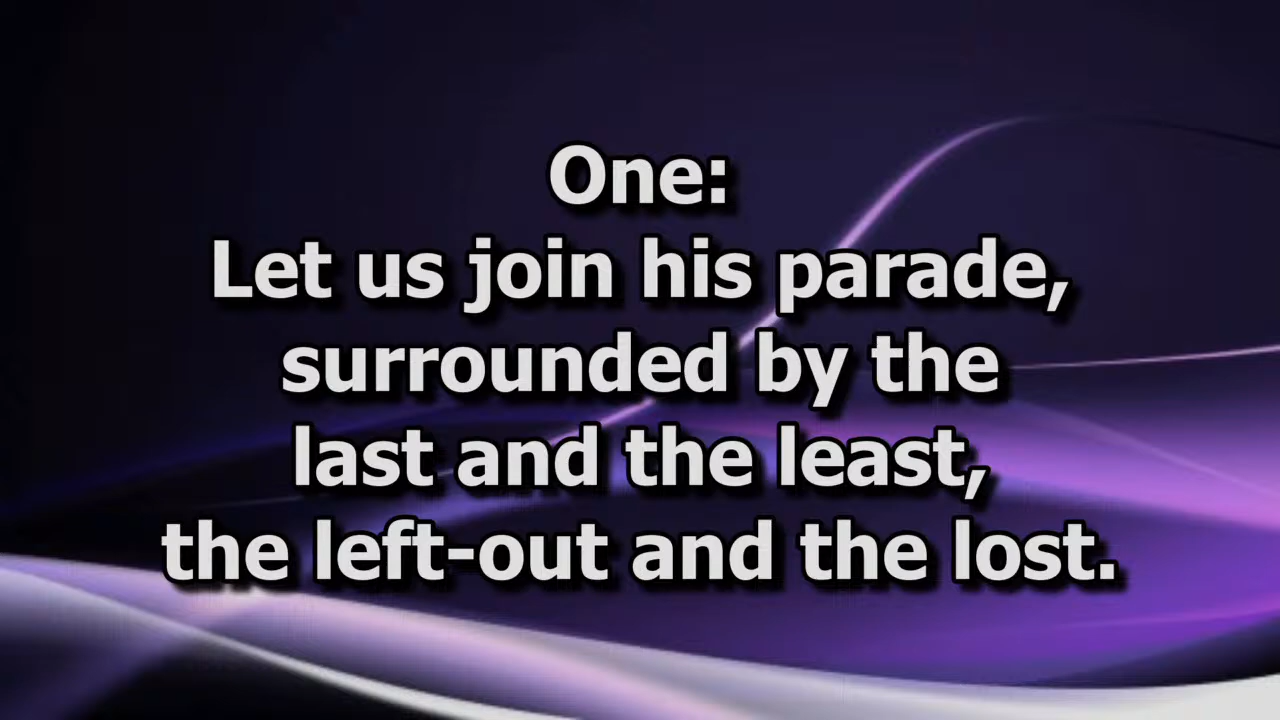 One:
Let us join his parade,
surrounded by the
last and the least,
the left-out and the lost.